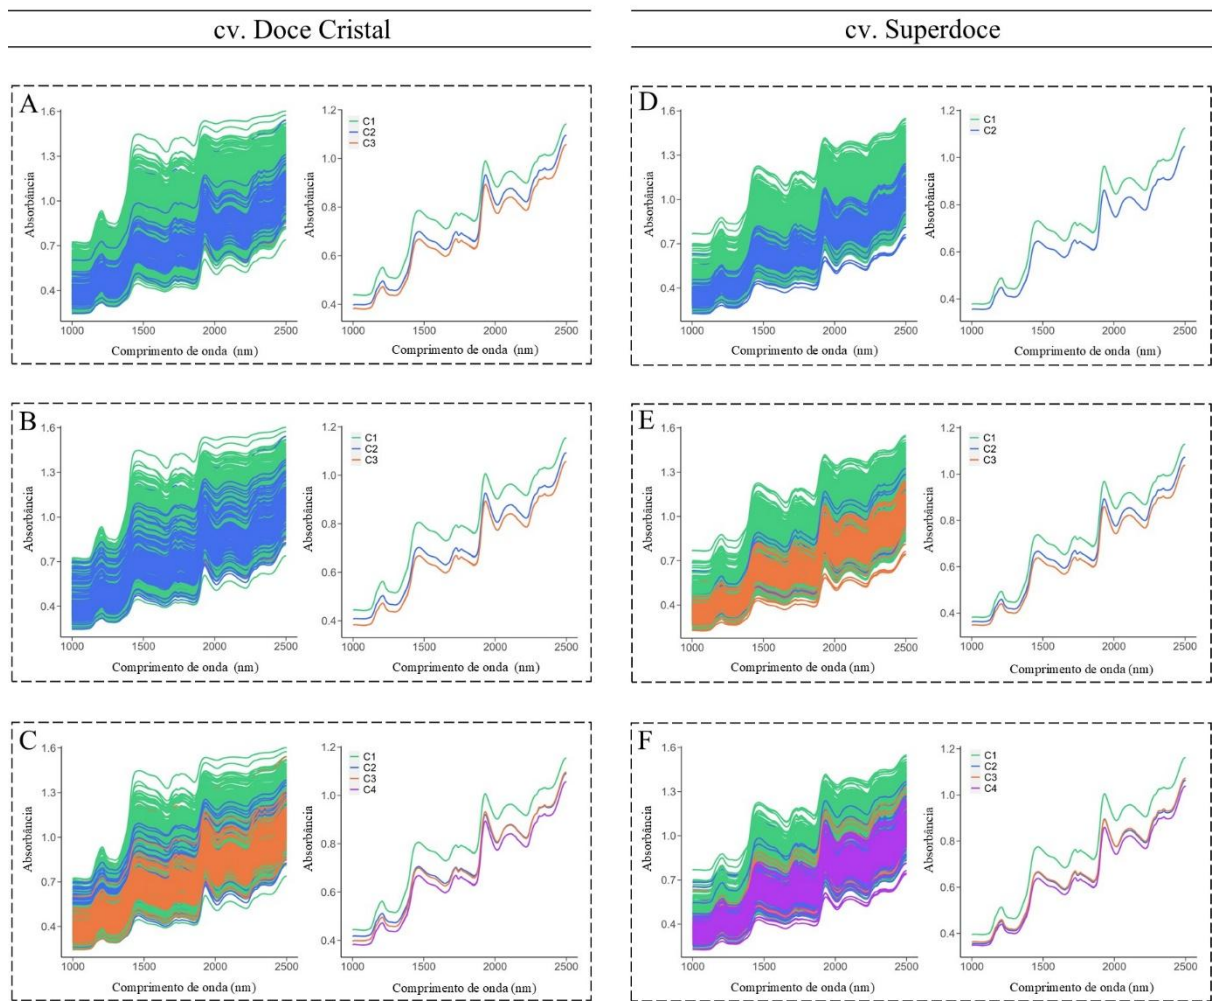 cv. Doce Cristal
cv. Superdoce
A
1.6
1.3
1.0
0.7
0.4
Absorbância
1000 1500 2000 2500
Comprimento de onda (nm)
1.2
1.0
0.8
0.6
0.4
Absorbância
C1
C2
C3
1000 1500 2000 2500
Comprimento de onda (nm)
D
1.6
1.3
1.0
0.7
0.4
Absorbância
1000 1500 2000 2500
Comprimento de onda (nm)
1.2
1.0
0.8
0.6
0.4
Absorbância
C1
C2
1000 1500 2000 2500
Comprimento de onda (nm)
B
1.6
1.3
1.0
0.7
0.4
Absorbância
1000 1500 2000 2500
Comprimento de onda (nm)
1.2
1.0
0.8
0.6
0.4
Absorbância
C1
C2
C3
1000 1500 2000 2500
Comprimento de onda (nm)
E
1.6
1.3
1.0
0.7
0.4
Absorbância
1000 1500 2000 2500
Comprimento de onda (nm)
1.2
1.0
0.8
0.6
0.4
Absorbância
C1
C2
C3
1000 1500 2000 2500
Comprimento de onda (nm)
C
1.6
1.3
1.0
0.7
0.4
Absorbância
1000 1500 2000 2500
Comprimento de onda (nm)
1.2
1.0
0.8
0.6
0.4
Absorbância
C1
C2
C3
C4
1000 1500 2000 2500
Comprimento de onda (nm)
F
1.6
1.3
1.0
0.7
0.4
Absorbância
1000 1500 2000 2500
Comprimento de onda (nm)
1.2
1.0
0.8
0.6
0.4
Absorbância
C1
C2
C3
C4
1000 1500 2000 2500
Comprimento de onda (nm)